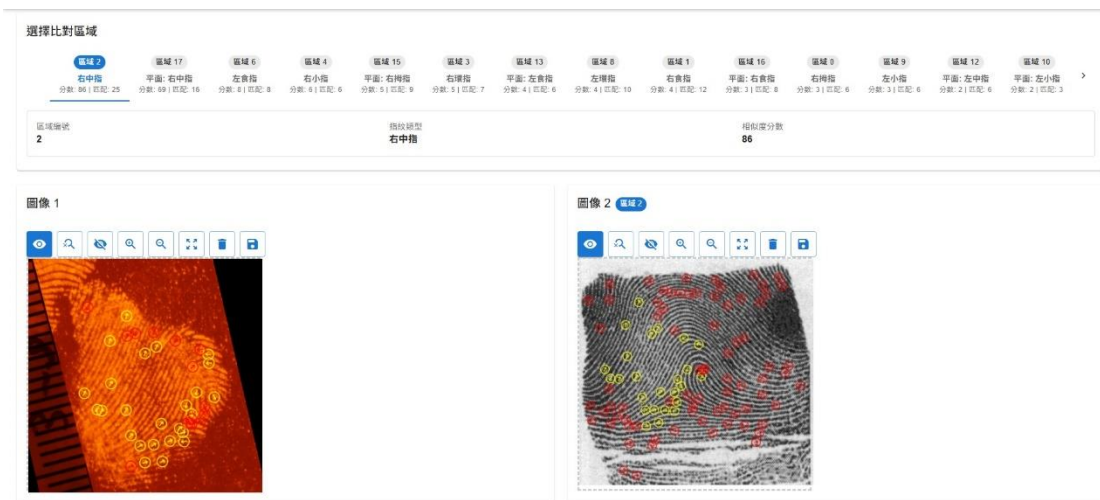 選擇比對區域
區域 2
右中指
分數: 86 | 匹配: 25
區域 17
平面: 右中指
分數: 69 | 匹配: 16
區域 6
左食指
分數: 8 | 匹配: 8
區域 4
右小指
分數: 6 | 匹配: 6
區域 15
平面: 右拇指
分數: 5 | 匹配: 9
區域 3
右環指
分數: 5 | 匹配: 7
區域 13
平面: 左食指
分數: 4 | 匹配: 6
區域 8
左環指
分數: 4 | 匹配: 10
區域 1
右食指
分數: 4 | 匹配: 12
區域 16
平面: 右食指
分數: 3 | 匹配: 8
區域 0
右拇指
分數: 3 | 匹配: 6
區域 9
左小指
分數: 3 | 匹配: 6
區域 12
平面: 左中指
分數: 2 | 匹配: 6
區域 10
平面: 左小指
分數: 2 | 匹配: 3
區域編號
2
指紋類型
右中指
相似度分數
86
圖像 1
圖像 2 區域 2